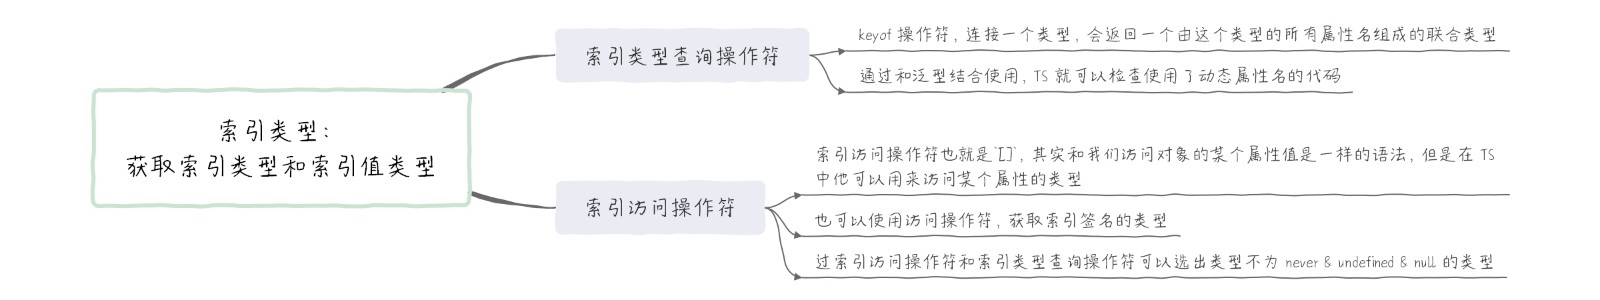 索引类型：
获取索引类型和索引值类型
索引类型查询操作符
keyof 操作符，连接一个类型，会返回一个由这个类型的所有属性名组成的联合类型
通过和泛型结合使用，TS 就可以检查使用了动态属性名的代码
索引访问操作符
索引访问操作符也就是`[]`，其实和我们访问对象的某个属性值是一样的语法，但是在 TS
中他可以用来访问某个属性的类型
也可以使用访问操作符，获取索引签名的类型
过索引访问操作符和索引类型查询操作符可以选出类型不为 never & undefined & null 的类型